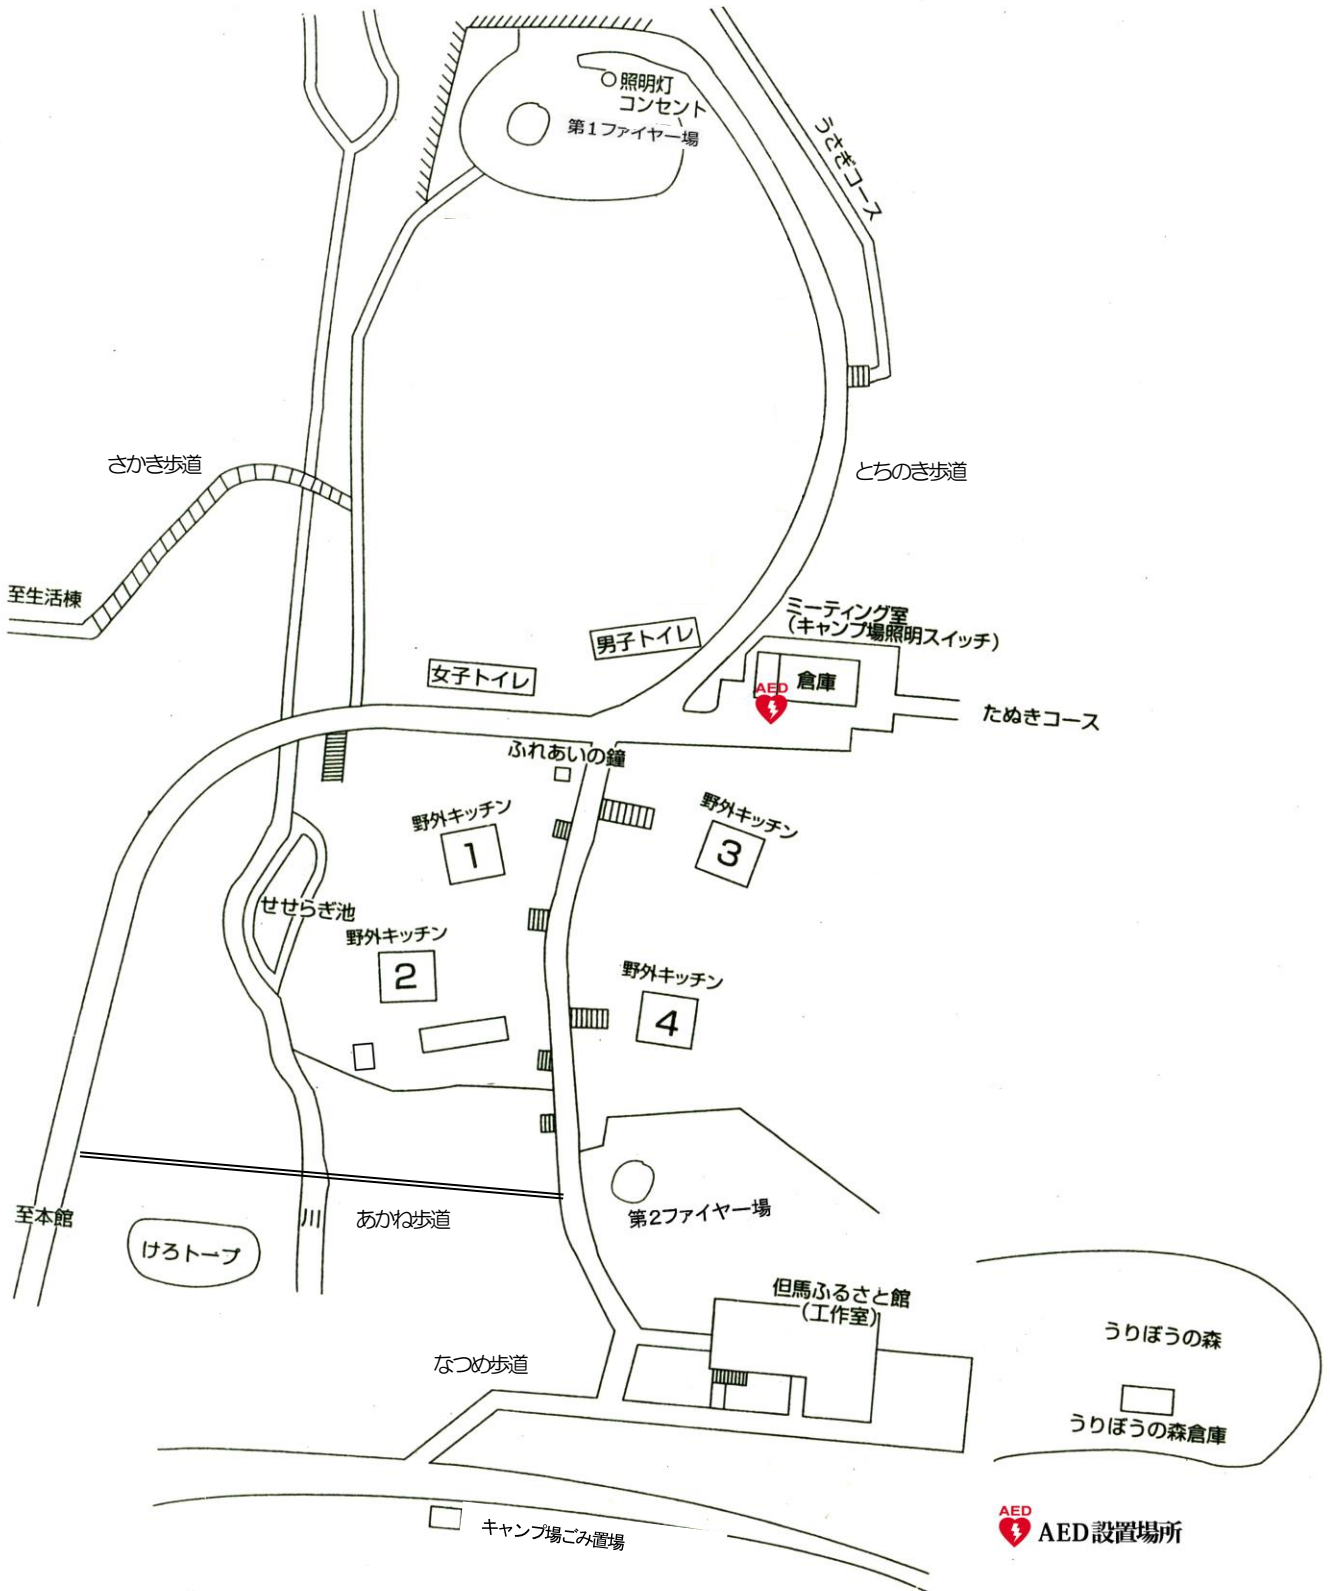 照明灯
コンセント
第1ファイヤー場
うさぎコース
さかき歩道
とちのき歩道
至生活棟
ミーティング室
(キャンプ場照明スイッチ)
男子トイレ
女子トイレ
倉庫
AED
たぬきコース
ふれあいの鐘
野外キッチン
1
野外キッチン
3
せせらぎ池
野外キッチン
2
野外キッチン
4
至本館
川
あかね歩道
第2ファイヤー場
けろトープ
但馬ふるさと館
(工作室)
うりぼうの森
なつめ歩道
うりぼうの森倉庫
キャンプ場ごみ置場
AED
AED設置場所